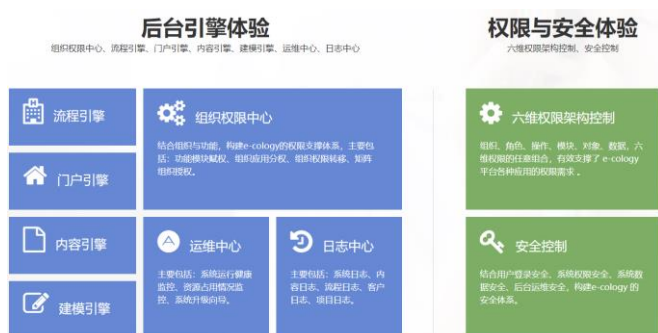 后台引擎体验
组织权限中心、流程引擎、门户引擎、内容引擎、建模引擎、运维中心、日志中心
流程引擎
门户引擎
内容引擎
建模引擎
组织权限中心
结合组织与功能，构建e-cology的权限支撑体系，主要包
括：功能模块赋权、组织应用分权、组织权限转移、矩阵
组织授权。
运维中心
主要包括：系统运行健康
监控、资源占用情况监
控、系统升级向导。
日志中心
主要包括：系统日志、内
容日志、流程日志、客户
日志、项目日志。
权限与安全体验
六维权限架构控制、安全控制
六维权限架构控制
组织、角色、操作、模块、对象、数据，六
维权限的任意组合，有效支撑了 e-cology
平台各种应用的权限需求 。
安全控制
结合用户登录安全、系统权限安全、系统数
据安全、后台运维安全，构建e-cology 的
安全体系。